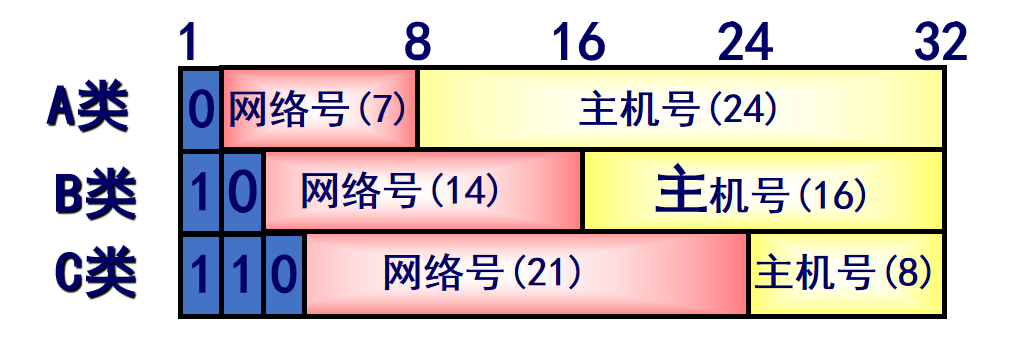 1 8 16 24 32
A类 0 网络号(7) 主机号(24)
B类 1 0 网络号(14) 主机号(16)
C类 1 1 0 网络号(21) 主机号(8)